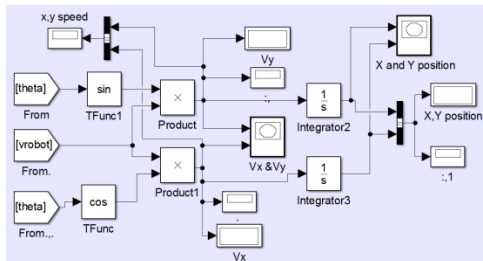 x,y speed
Vy
X and Y position
[theta]
sin
×
:,
1
s
X,Y position
From
TFunc1
Product
Integrator2
[vrobot]
From.
×
Vx &Vy
1
s
:,1
Product1
Integrator3
[theta]
cos
.
From.,.
TFunc
Vx